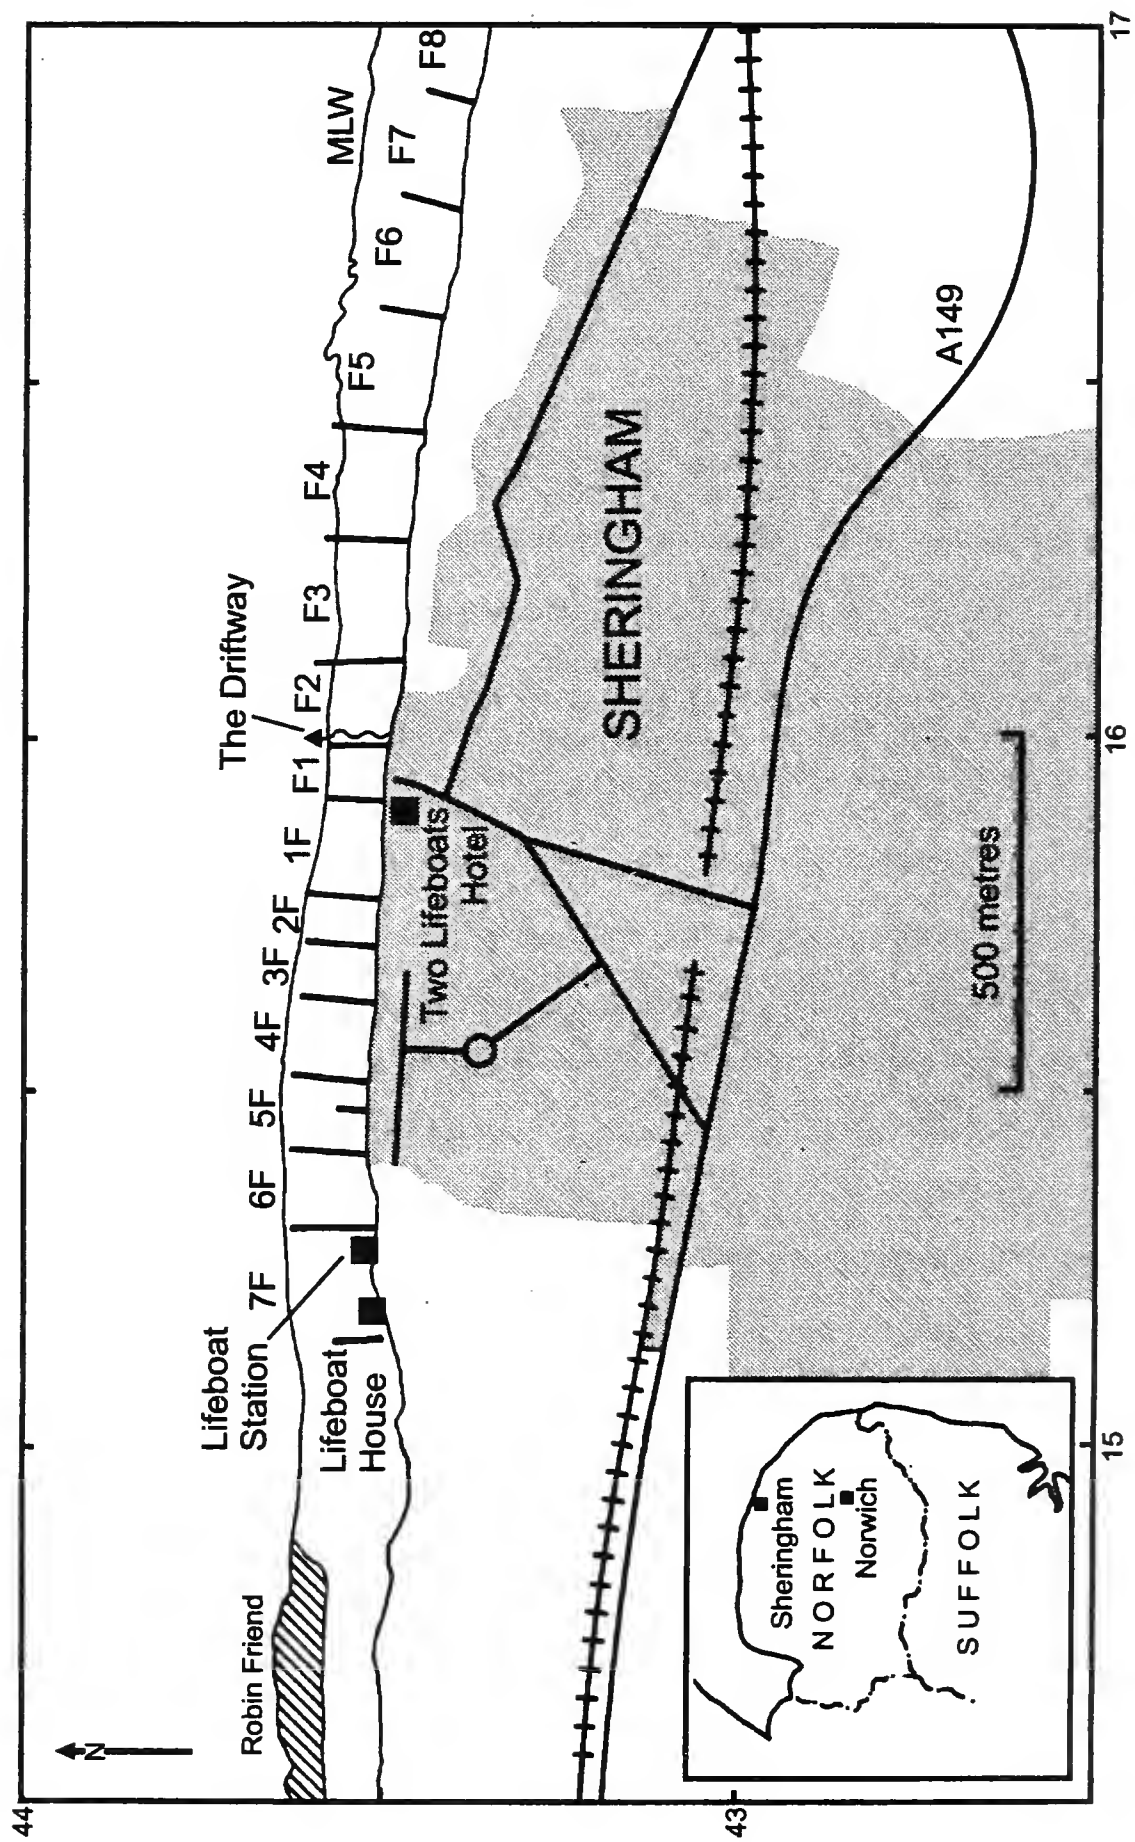 44
43
15
16
17
N
Robin Friend
Lifeboat
Station
Lifeboat
House
7F
6F
5F
4F
3F
2F
1F
F1
The Driftway
F2
F3
F4
F5
F6
F7
F8
MLW
Two Lifeboats
Hotel
SHERINGHAM
A149
500 metres
Sheringham
NORFOLK
Norwich
SUFFOLK